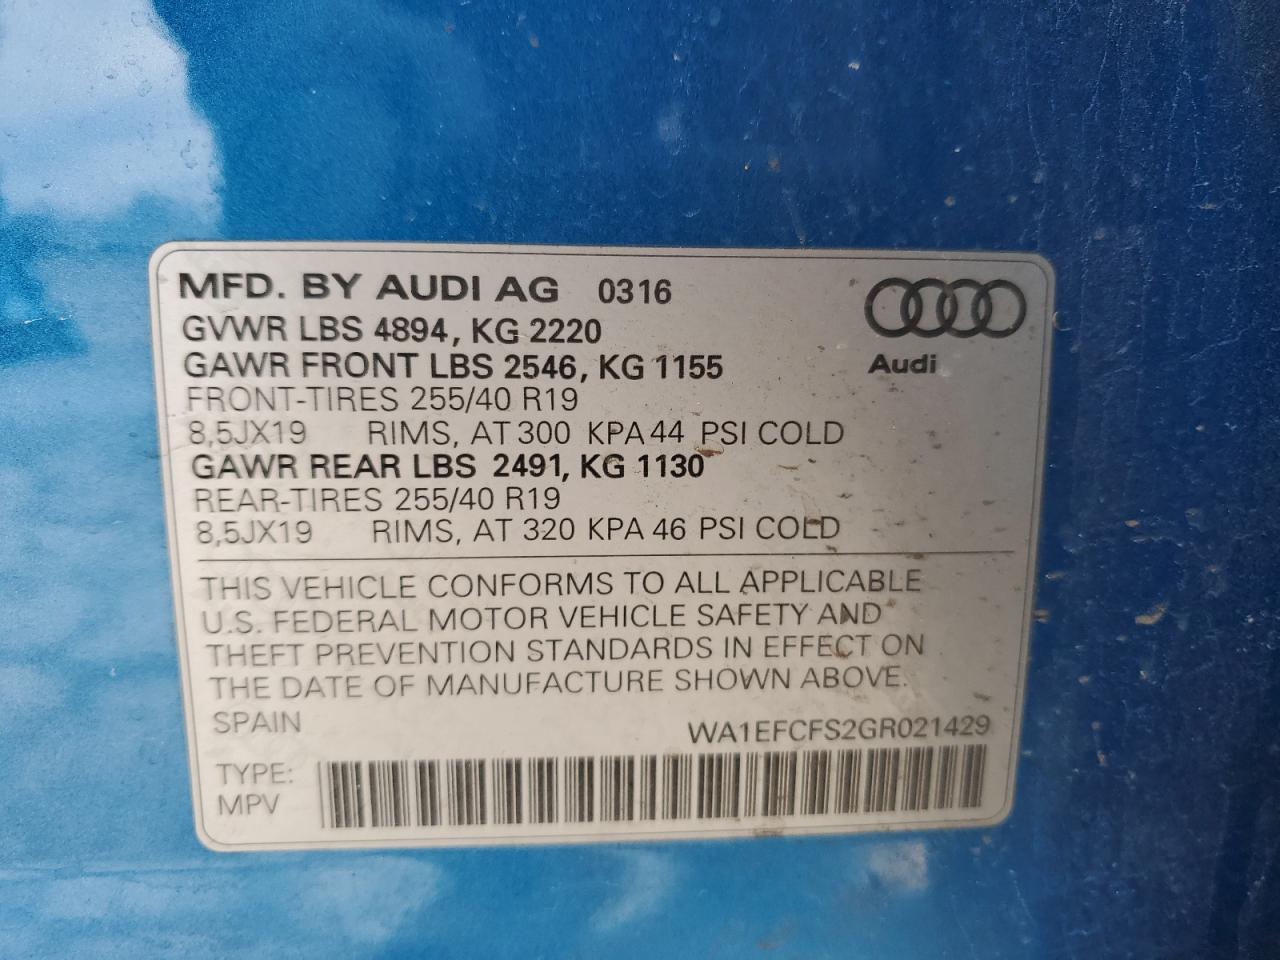 MFD. BY AUDI AG 0316
Audi
GVWR LBS 4894, KG 2220
GAWR FRONT LBS 2546, KG 1155
FRONT-TIRES 255/40 R19
8,5JX19 RIMS, AT 300 KPA 44 PSI COLD
GAWR REAR LBS 2491, KG 1130
REAR-TIRES 255/40 R19
8,5JX19 RIMS, AT 320 KPA 46 PSI COLD
THIS VEHICLE CONFORMS TO ALL APPLICABLE
U.S. FEDERAL MOTOR VEHICLE SAFETY AND
THEFT PREVENTION STANDARDS IN EFFECT ON
THE DATE OF MANUFACTURE SHOWN ABOVE.
SPAIN WA1EFCFS2GR021429
TYPE:
MPV